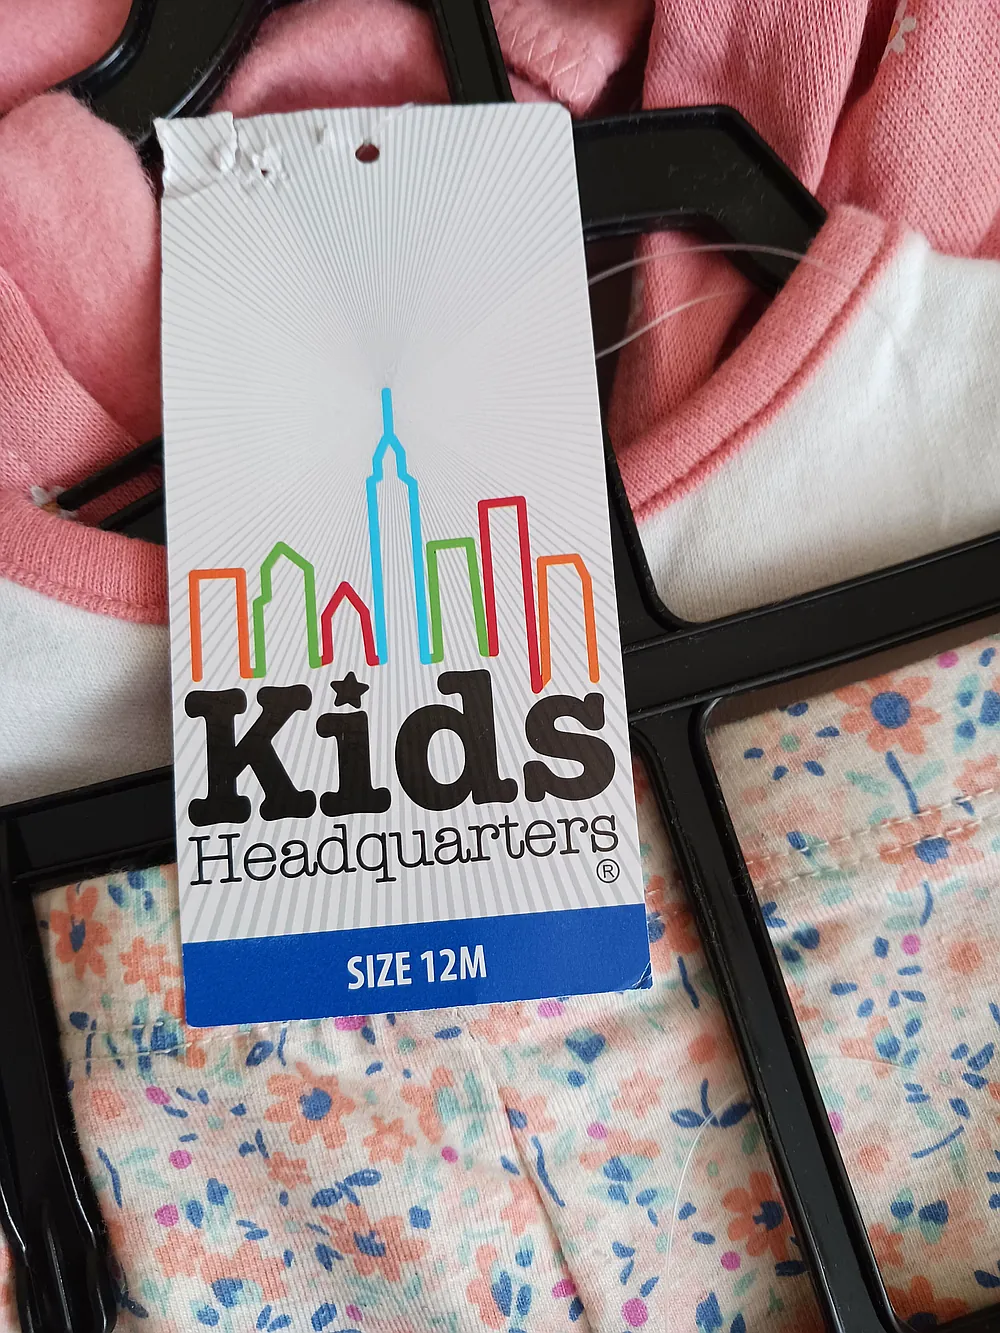 Kids
Headquarters
®
SIZE 12M